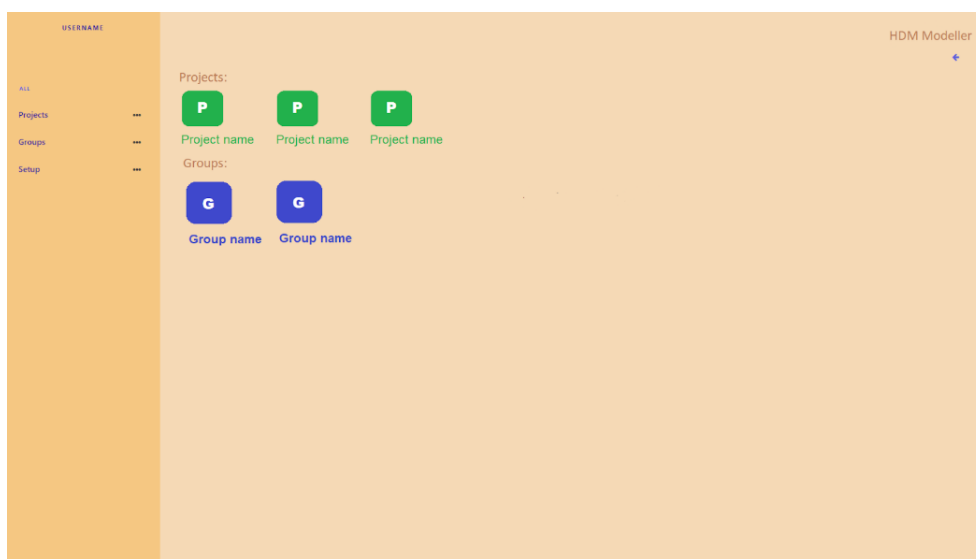 USERNAME
ALL
Projects ...
Groups ...
Setup ...
HDM Modeller
←
Projects:
P P P
Project name Project name Project name
Groups:
G G
Group name Group name